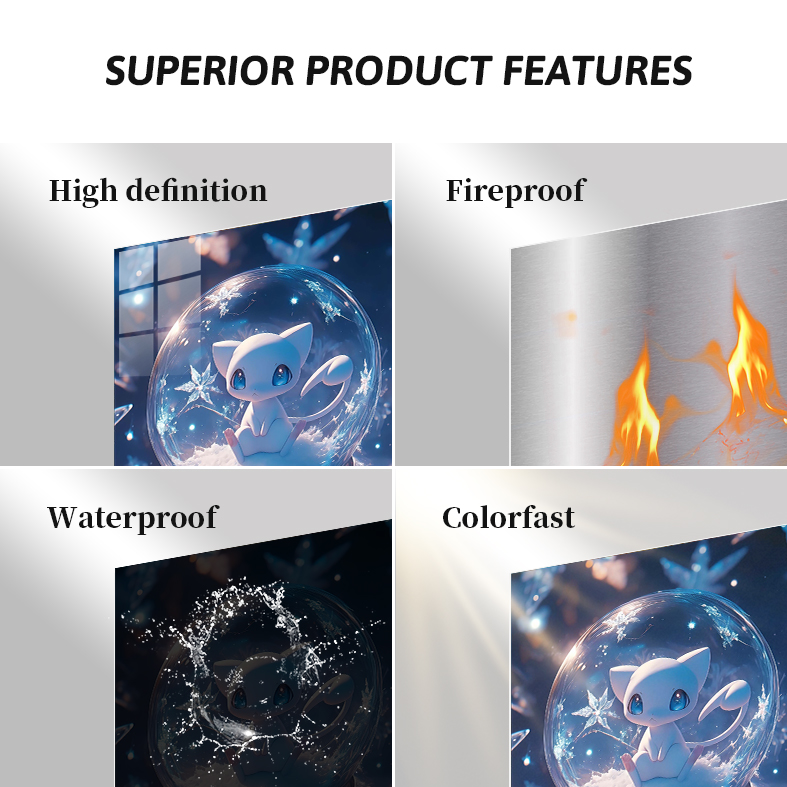 SUPERIOR PRODUCT FEATURES
High definition
Fireproof
Waterproof
Colorfast